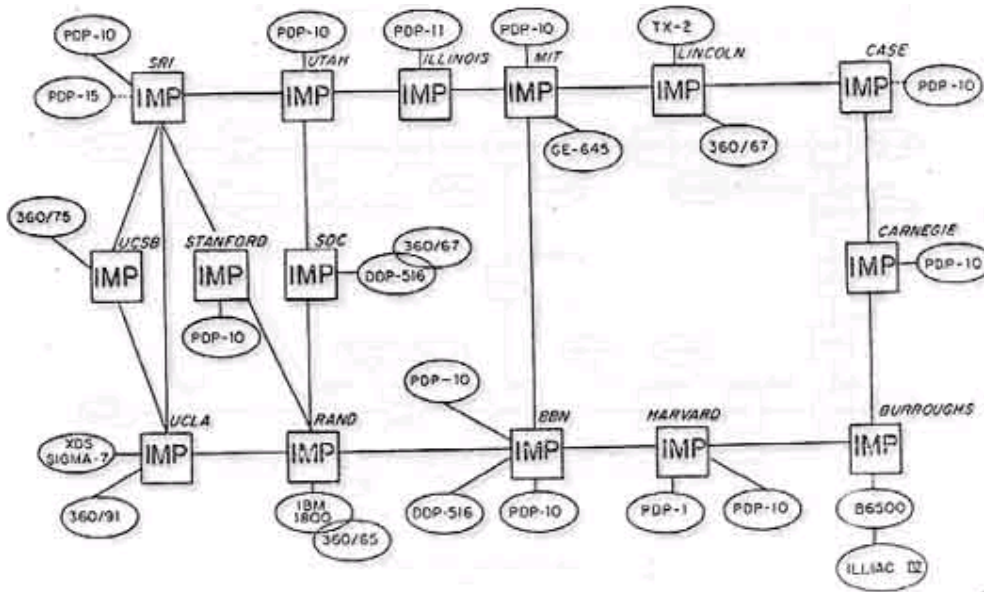 PDP-10
SRI
IMP
PDP-15
PDP-10
UTAH
IMP
PDP-11
ILLINOIS
IMP
PDP-10
MIT
IMP
GE-645
TX-2
LINCOLN
IMP
360/67
CASE
IMP
PDP-10
360/75
UCSB
IMP
STANFORD
IMP
PDP-10
SDC
IMP
360/67
DDP-516
CARNEGIE
IMP
PDP-10
UCLA
IMP
XDS
SIGMA-7
360/91
RAND
IMP
IBM
1800
360/65
PDP-10
BBN
IMP
DDP-516
PDP-10
HARVARD
IMP
PDP-1
PDP-10
BURROUGHS
IMP
B6500
ILLIAC IV